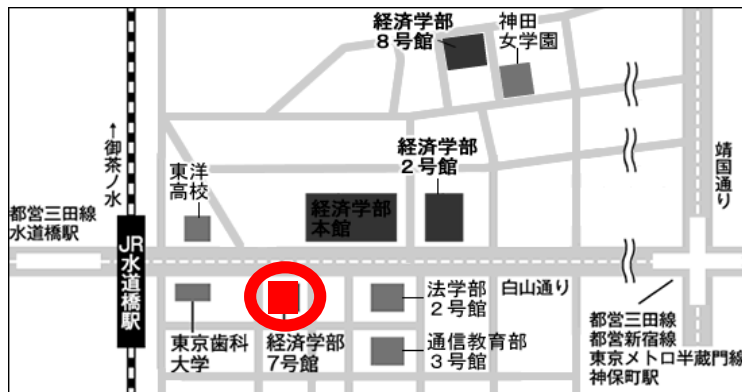 経済学部
8号館
神田
女学園
←御茶ノ水
東洋
高校
経済学部
2号館
靖国通り
都営三田線
水道橋駅
JR水道橋駅
経済学部
本館
東京歯科
大学
経済学部
7号館
法学部
2号館
白山通り
通信教育部
3号館
都営三田線
都営新宿線
東京メトロ半蔵門線
神保町駅